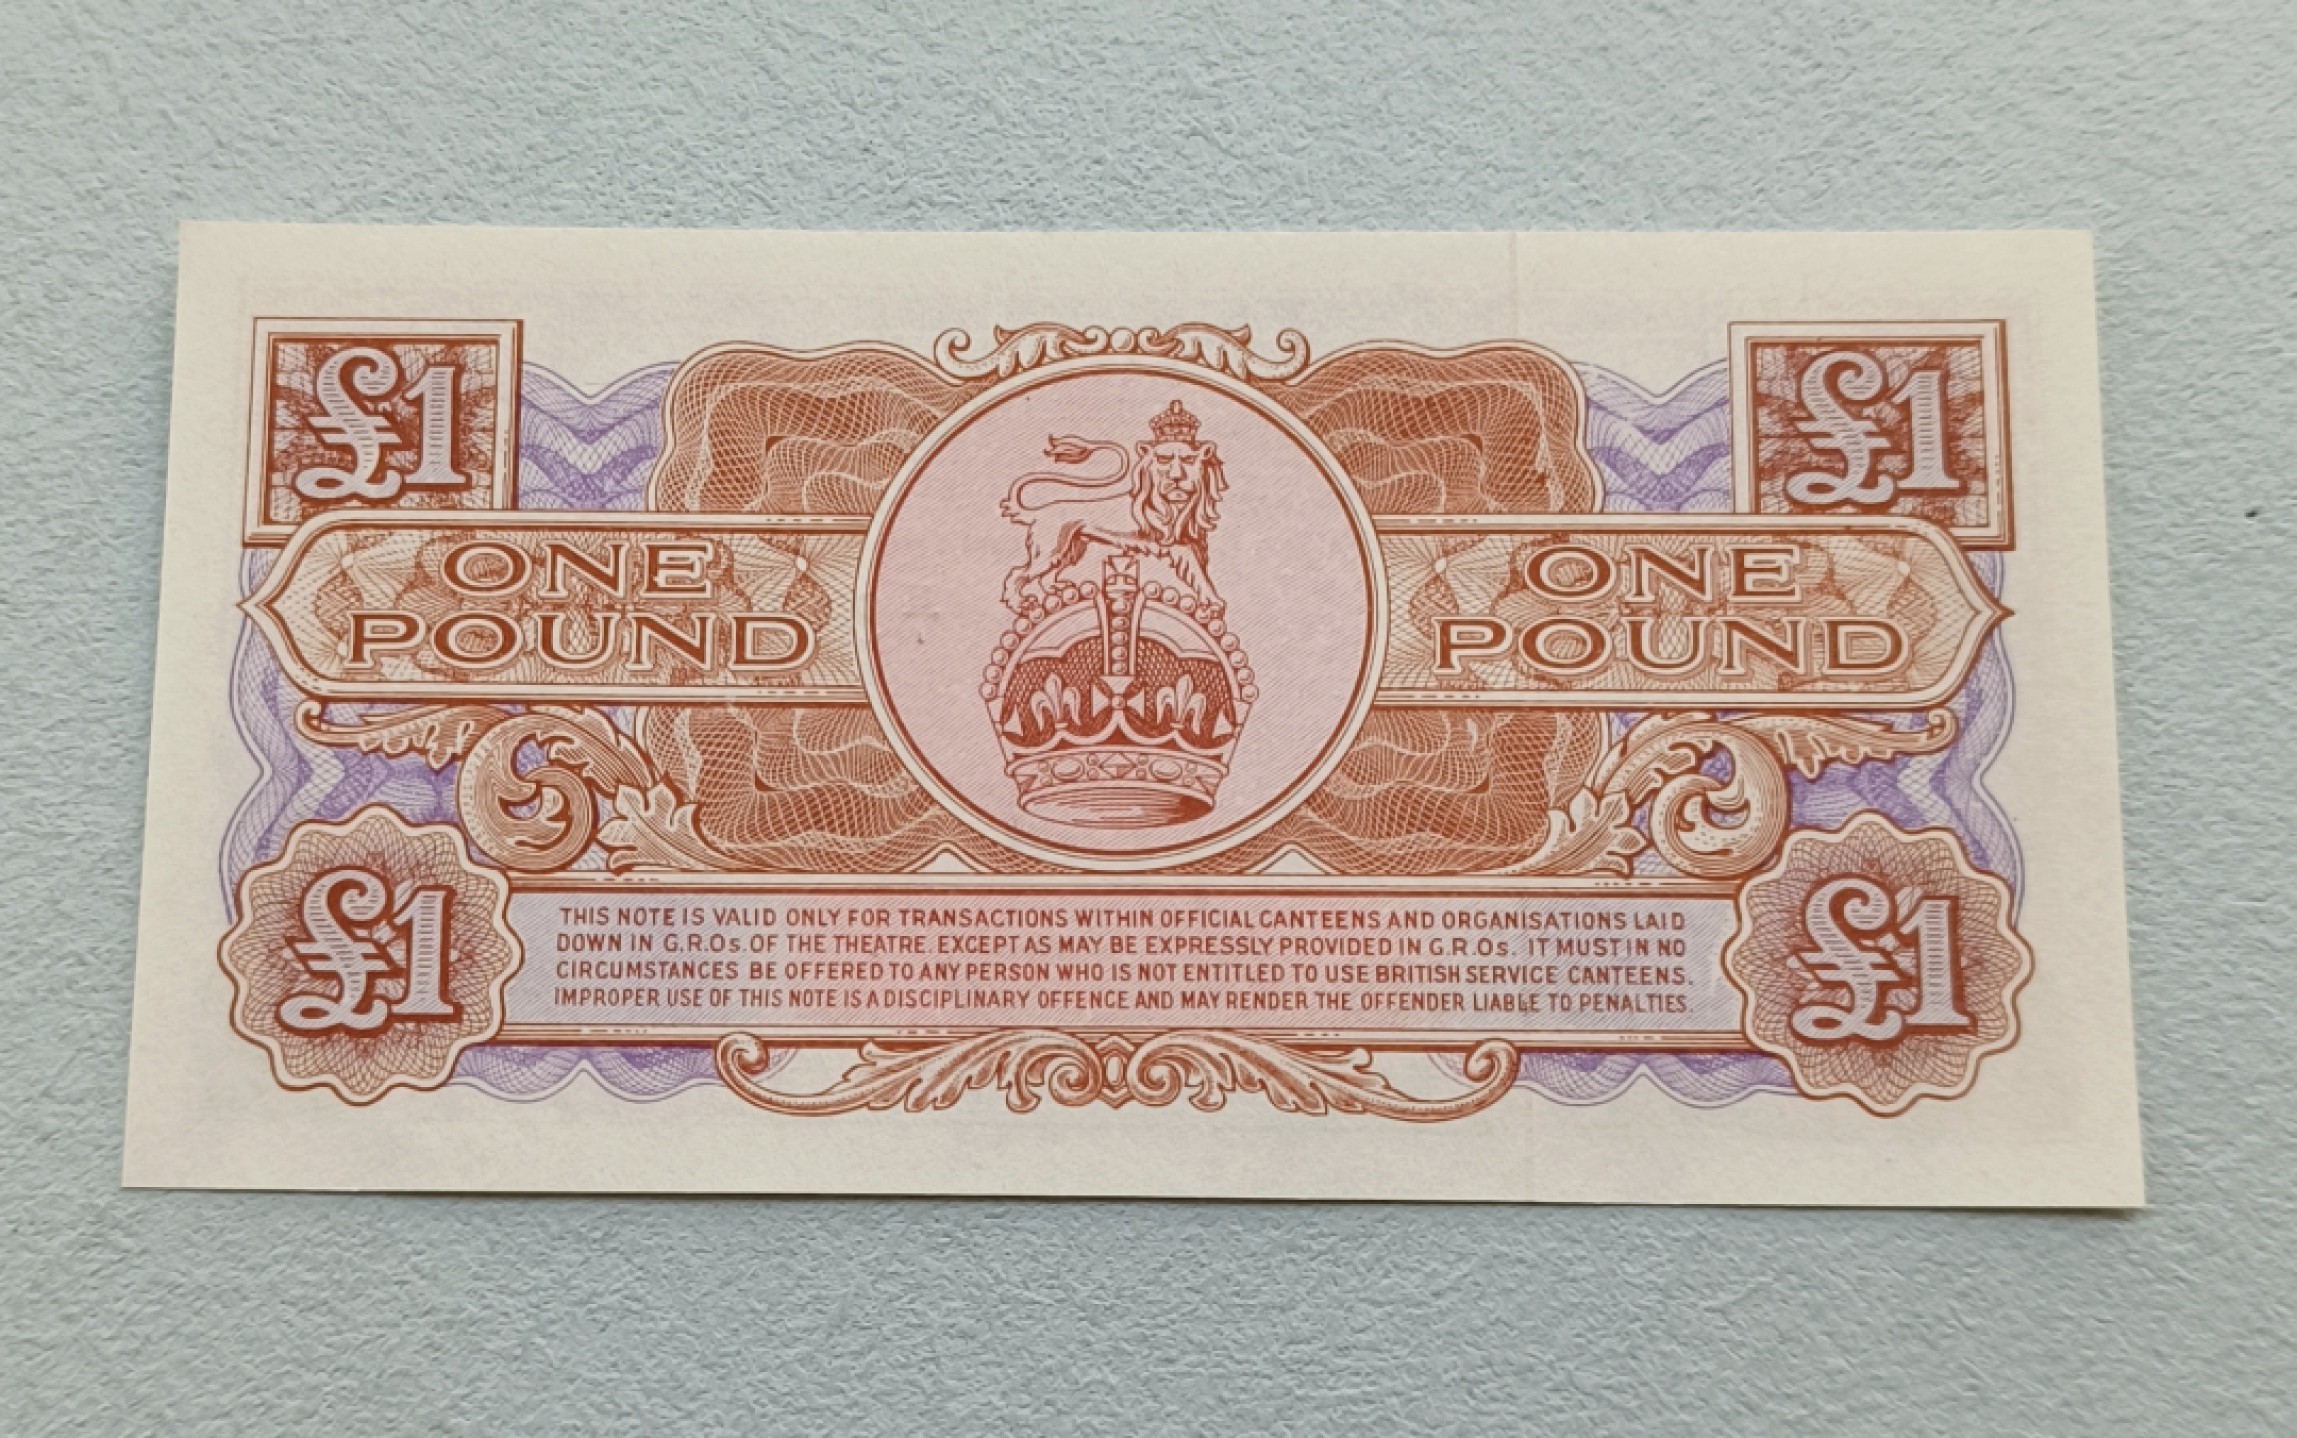 £1 £1
ONE ONE
POUND POUND
£1 £1
THIS NOTE IS VALID ONLY FOR TRANSACTIONS WITHIN OFFICIAL CANTEENS AND ORGANISATIONS LAID
DOWN IN G.R.Os. OF THE THEATRE. EXCEPT AS MAY BE EXPRESSLY PROVIDED IN G.R.Os. IT MUST IN NO
CIRCUMSTANCES BE OFFERED TO ANY PERSON WHO IS NOT ENTITLED TO USE BRITISH SERVICE CANTEENS.
IMPROPER USE OF THIS NOTE IS A DISCIPLINARY OFFENCE AND MAY RENDER THE OFFENDER LIABLE TO PENALTIES.